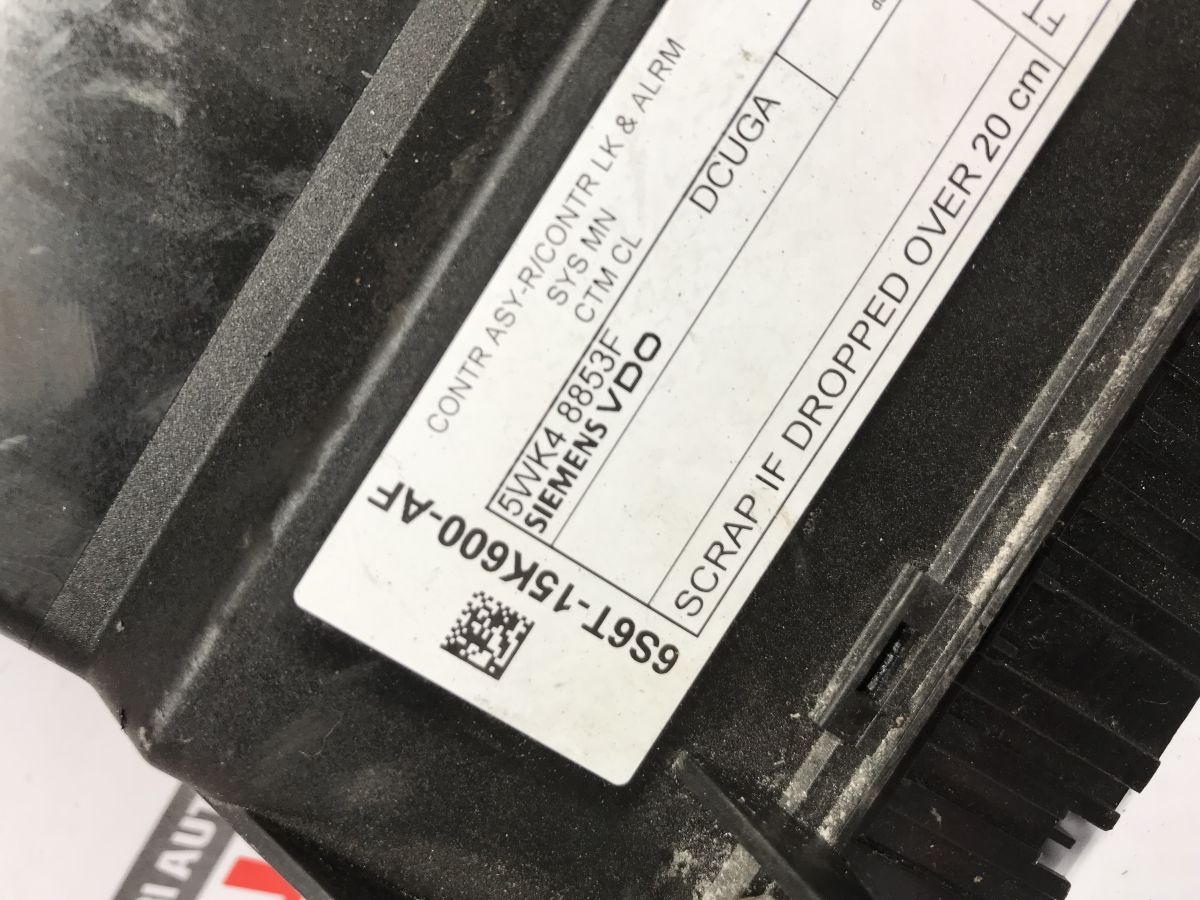 CONTR ASY-R/CONTR LK & ALRM
SYS MN
CTM CL
5WK4 8853F
DCUGA
SIEMENS VDO
SCRAP IF DROPPED OVER 20 cm
6S6T-15K600-AF